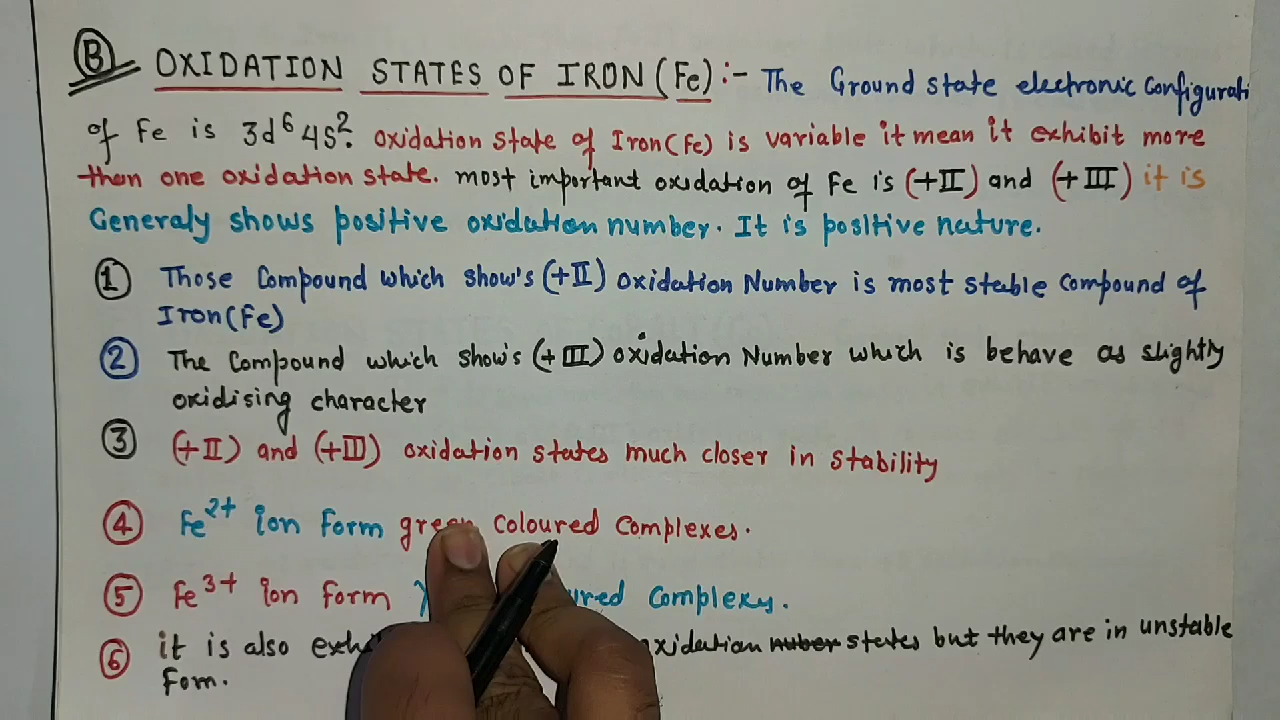 B OXIDATION STATES OF IRON (Fe) :- The Ground state electronic configurati
of Fe is 3d⁶4s². oxidation state of Iron(Fe) is variable it mean it exhibit more
then one oxidation state. most important oxidation of Fe is (+II) and (+III) it is
Generaly shows positive oxidation number. It is positive nature.
1 Those Compound which show's (+II) oxidation Number is most stable compound of
Iron(Fe)
2 The Compound which show's (+III) oxidation Number which is behave as slightly
oxidising character
3 (+II) and (+III) oxidation states much closer in stability
4 Fe²⁺ ion form green coloured complexes.
5 Fe³⁺ ion form ured complexy.
6 it is also oxidation states but they are in unstable
Form.